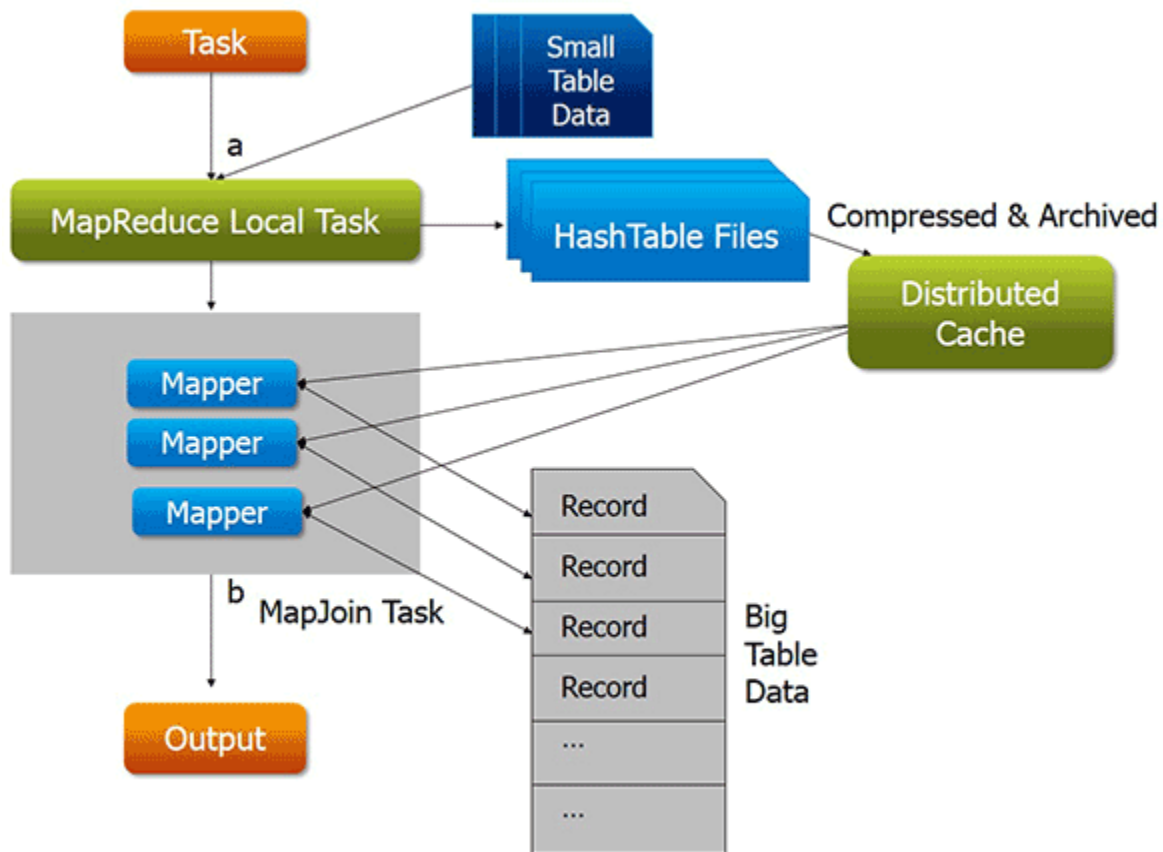 Task
Small
Table
Data
a
MapReduce Local Task
HashTable Files
Compressed & Archived
Distributed
Cache
Mapper
Mapper
Mapper
b
MapJoin Task
Record
Record
Record
Record
...
...
Big
Table
Data
Output